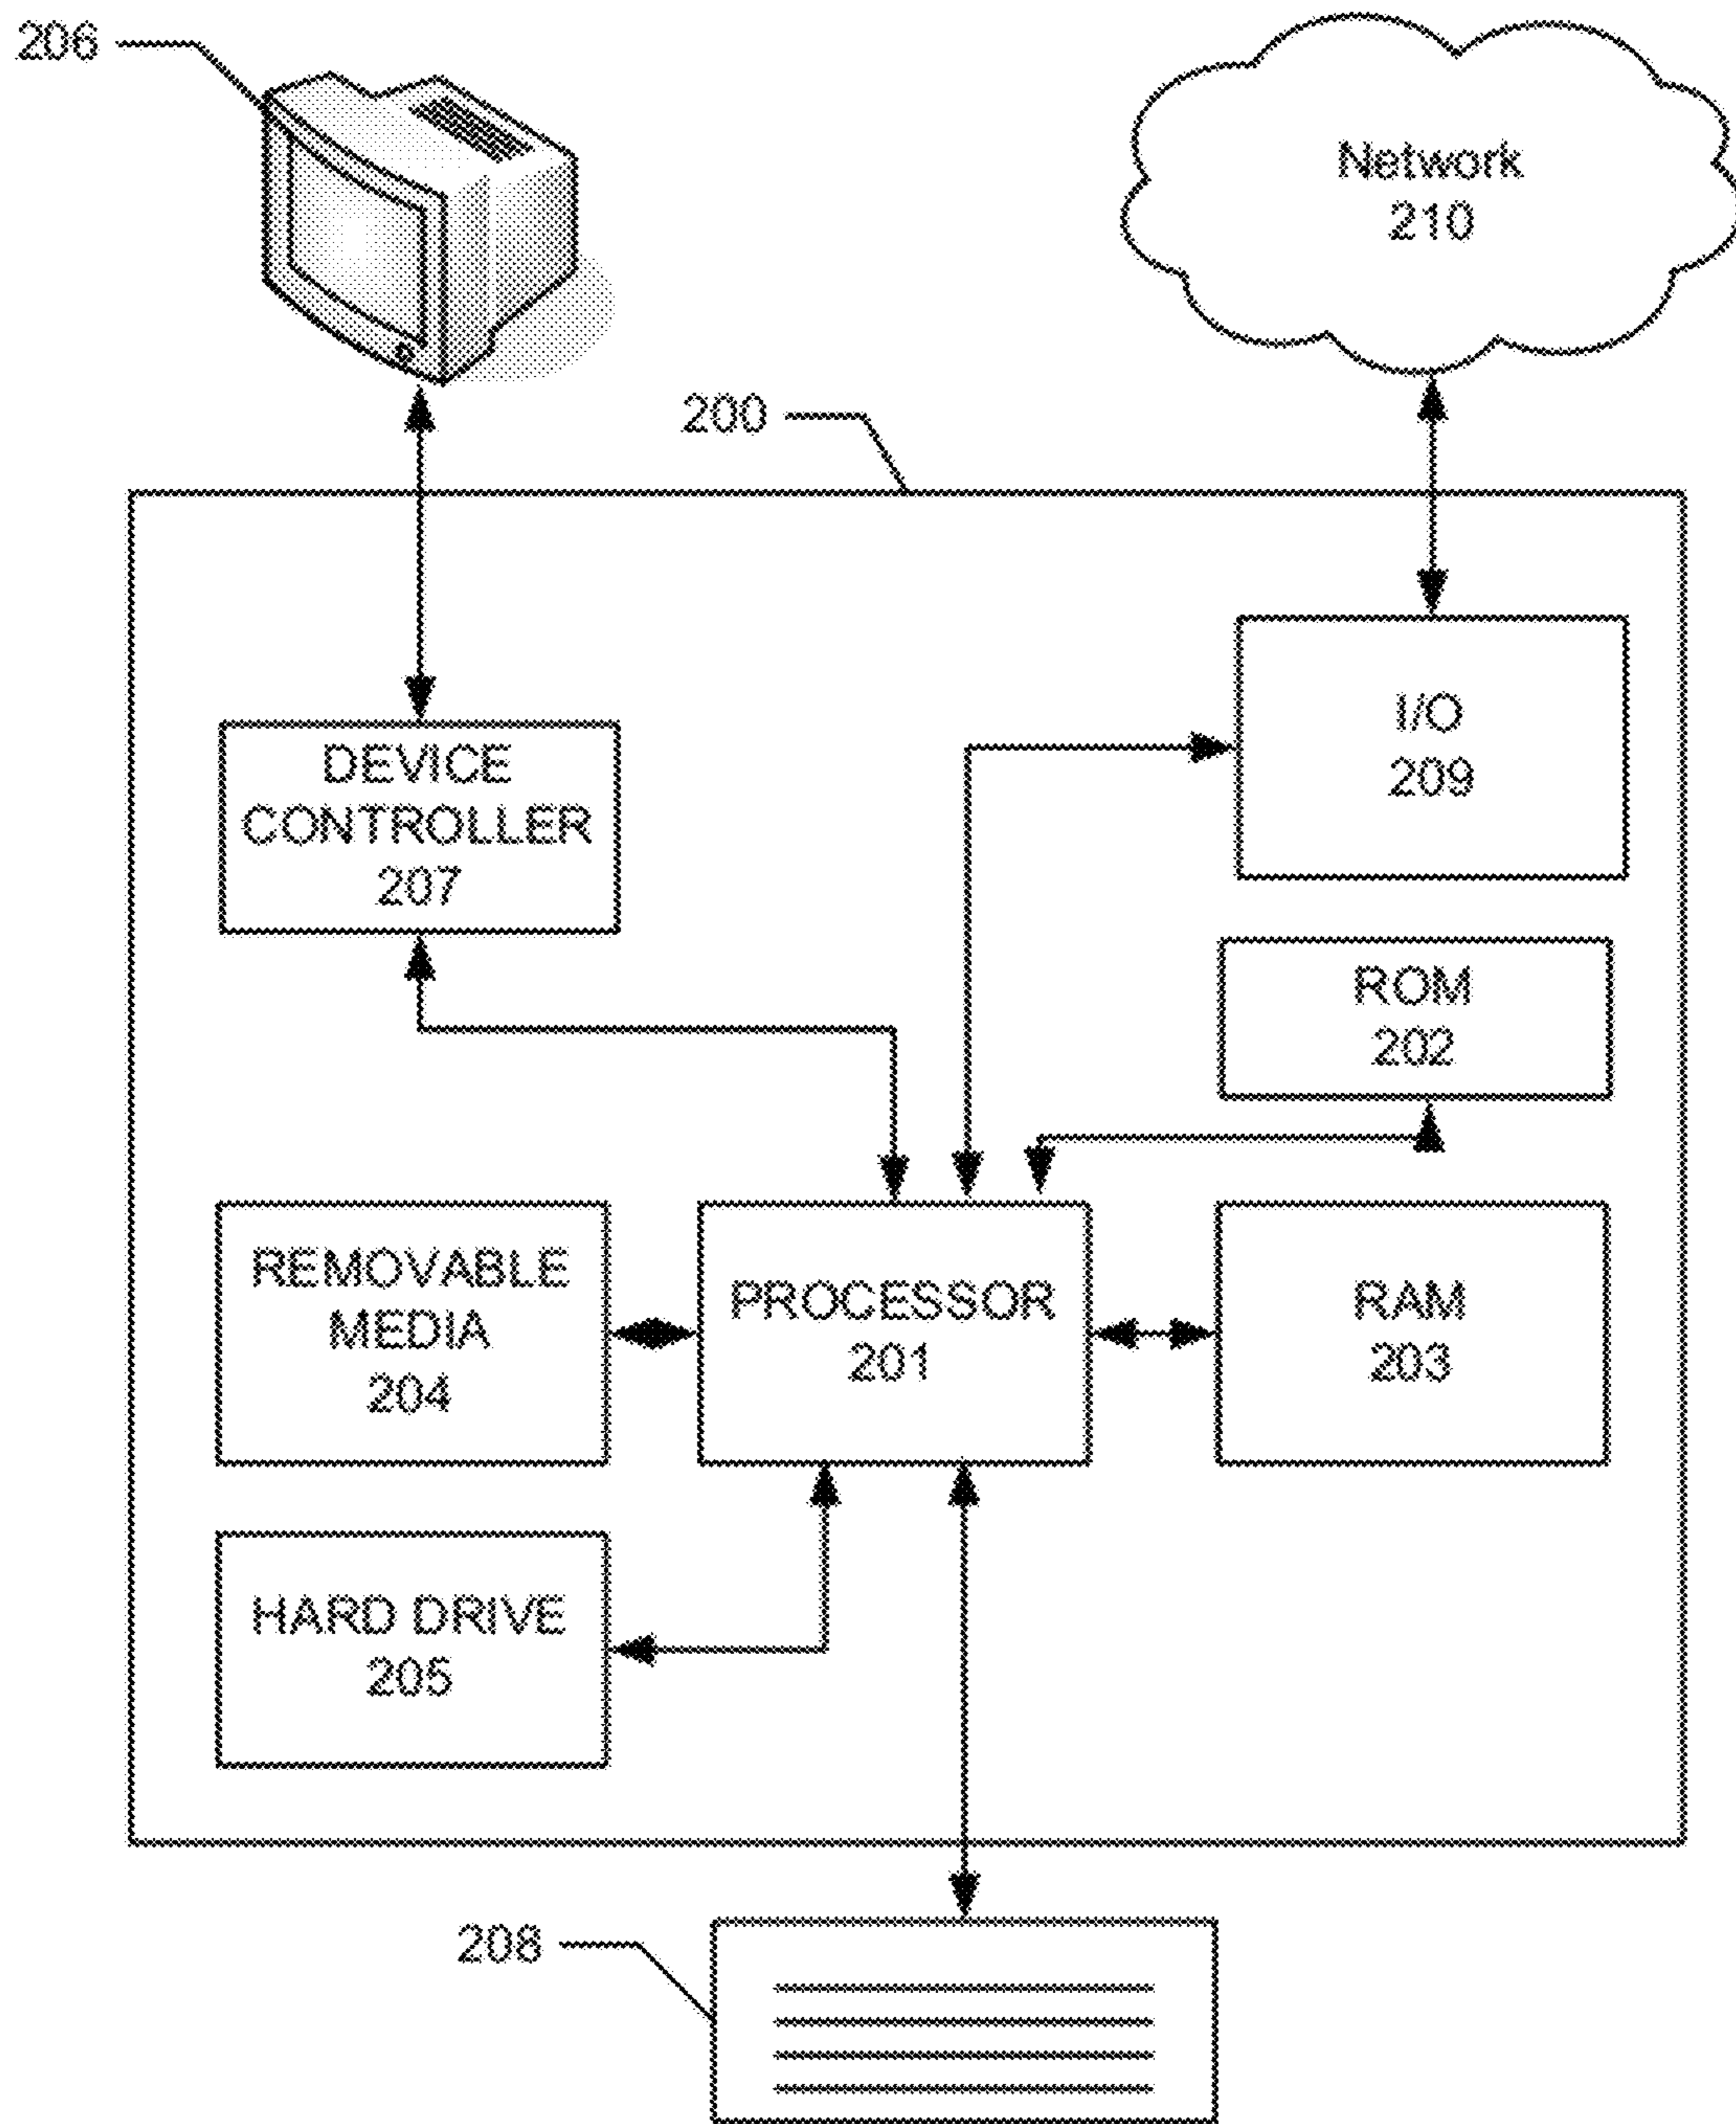 206
Network
210
200
I/O
209
DEVICE
CONTROLLER
207
ROM
202
REMOVABLE
MEDIA
204
PROCESSOR
201
RAM
203
HARD DRIVE
205
208